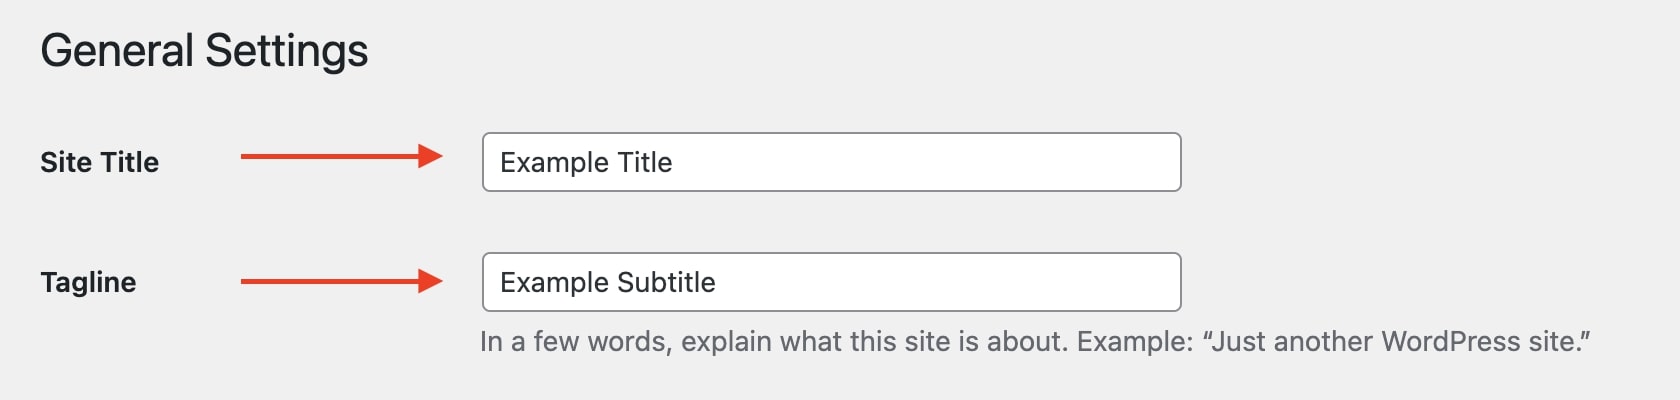 General Settings
Site Title
Example Title
Tagline
Example Subtitle
In a few words, explain what this site is about. Example: “Just another WordPress site.”